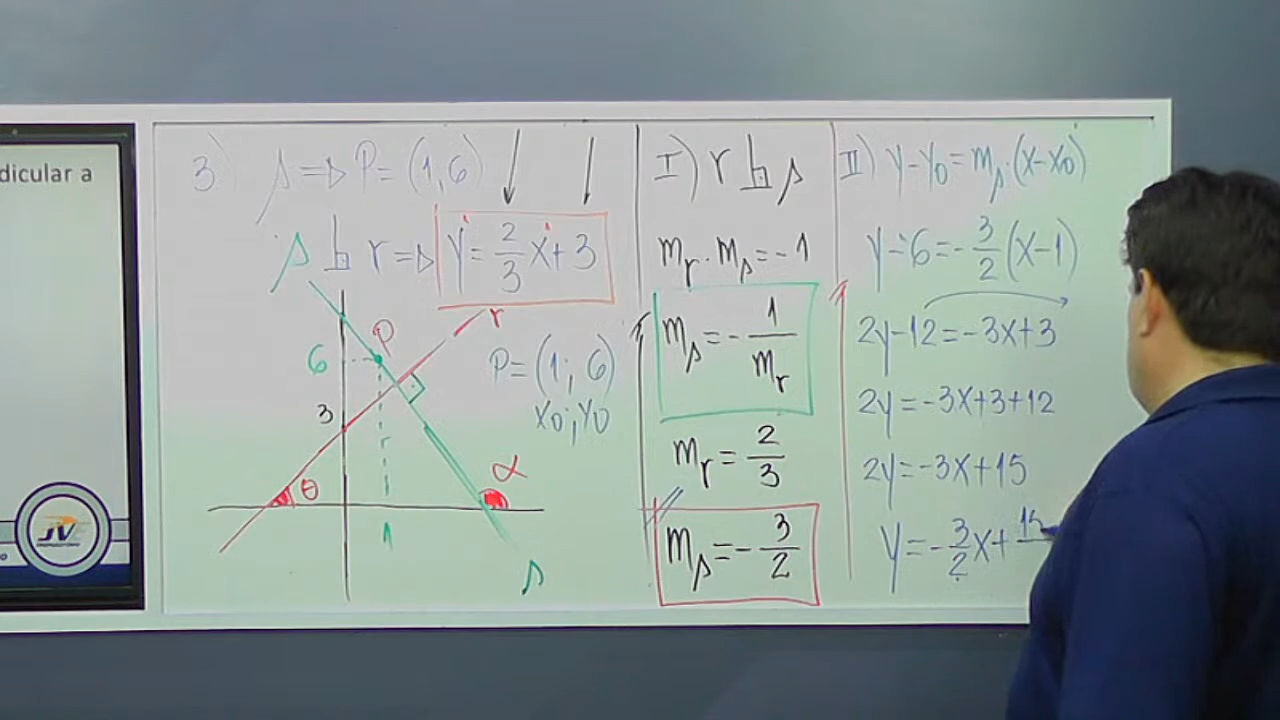 dicular a
JV
3) s ⇒ P = (1, 6)
s ⊥ r ⇒ y = 2/3 x + 3
P
r
6
3
θ
α
1
s
P = (1; 6)
x0; y0
I) r ⊥ s
mr . ms = -1
ms = - 1/mr
mr = 2/3
ms = - 3/2
II) y - y0 = ms . (x - x0)
y - 6 = - 3/2 (x - 1)
2y - 12 = -3x + 3
2y = -3x + 3 + 12
2y = -3x + 15
y = - 3/2 x + 15